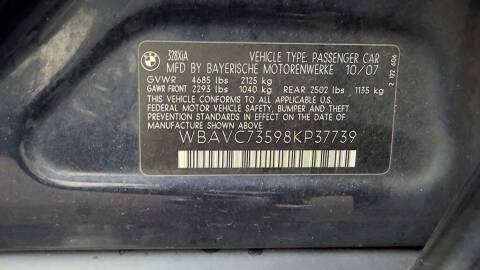 BMW
328XiA
VEHICLE TYPE: PASSENGER CAR
MFD BY BAYERISCHE MOTORENWERKE 10/07
GVWR 4685 lbs 2125 kg
GAWR FRONT 2293 lbs 1040 kg REAR 2502 lbs 1135 kg
THIS VEHICLE CONFORMS TO ALL APPLICABLE U.S.
FEDERAL MOTOR VEHICLE SAFETY, BUMPER AND THEFT
PREVENTION STANDARDS IN EFFECT ON THE DATE OF
MANUFACTURE SHOWN ABOVE.
WBAVC73598KP37739